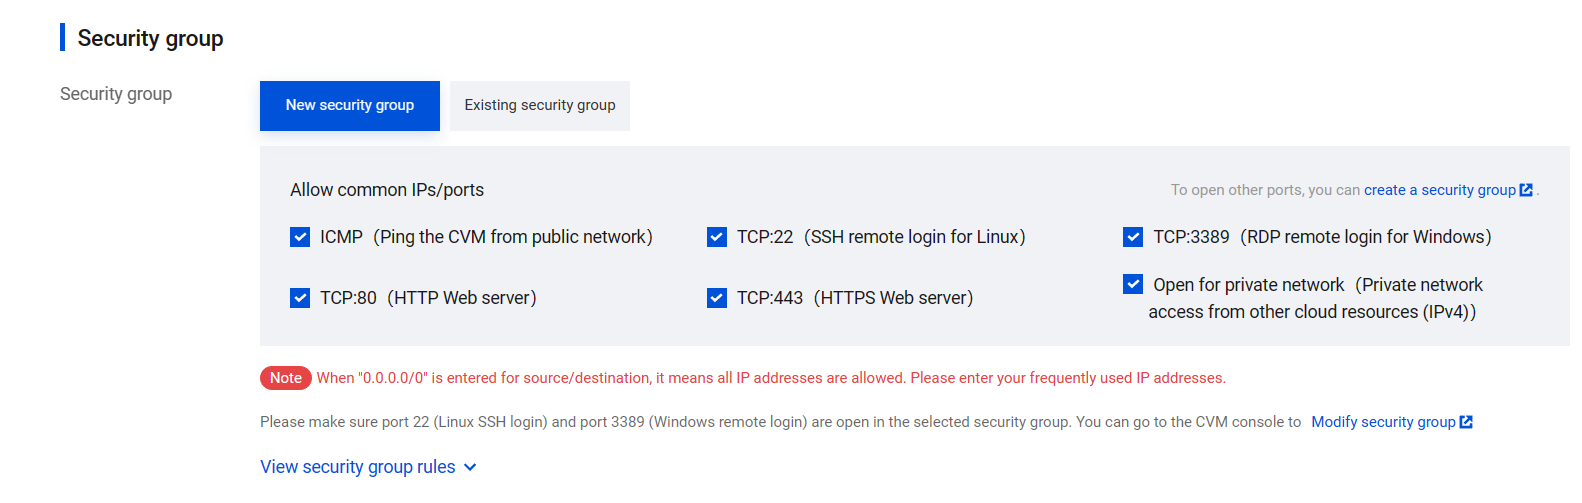 Security group
Security group
New security group
Existing security group
Allow common IPs/ports
To open other ports, you can create a security group .
ICMP（Ping the CVM from public network）
TCP:22（SSH remote login for Linux）
TCP:3389（RDP remote login for Windows）
TCP:80（HTTP Web server）
TCP:443（HTTPS Web server）
Open for private network（Private network
access from other cloud resources (IPv4)）
Note When "0.0.0.0/0" is entered for source/destination, it means all IP addresses are allowed. Please enter your frequently used IP addresses.
Please make sure port 22 (Linux SSH login) and port 3389 (Windows remote login) are open in the selected security group. You can go to the CVM console to Modify security group
View security group rules